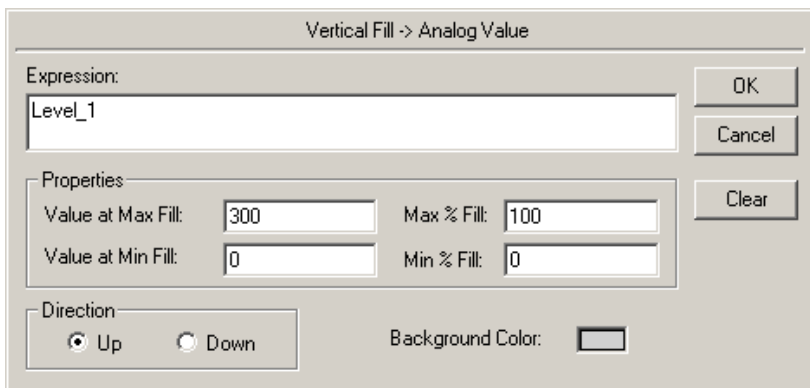 Vertical Fill -> Analog Value
Expression:
Level_1
OK
Cancel
Clear
Properties
Value at Max Fill: 300 Max % Fill: 100
Value at Min Fill: 0 Min % Fill: 0
Direction
Up Down
Background Color: